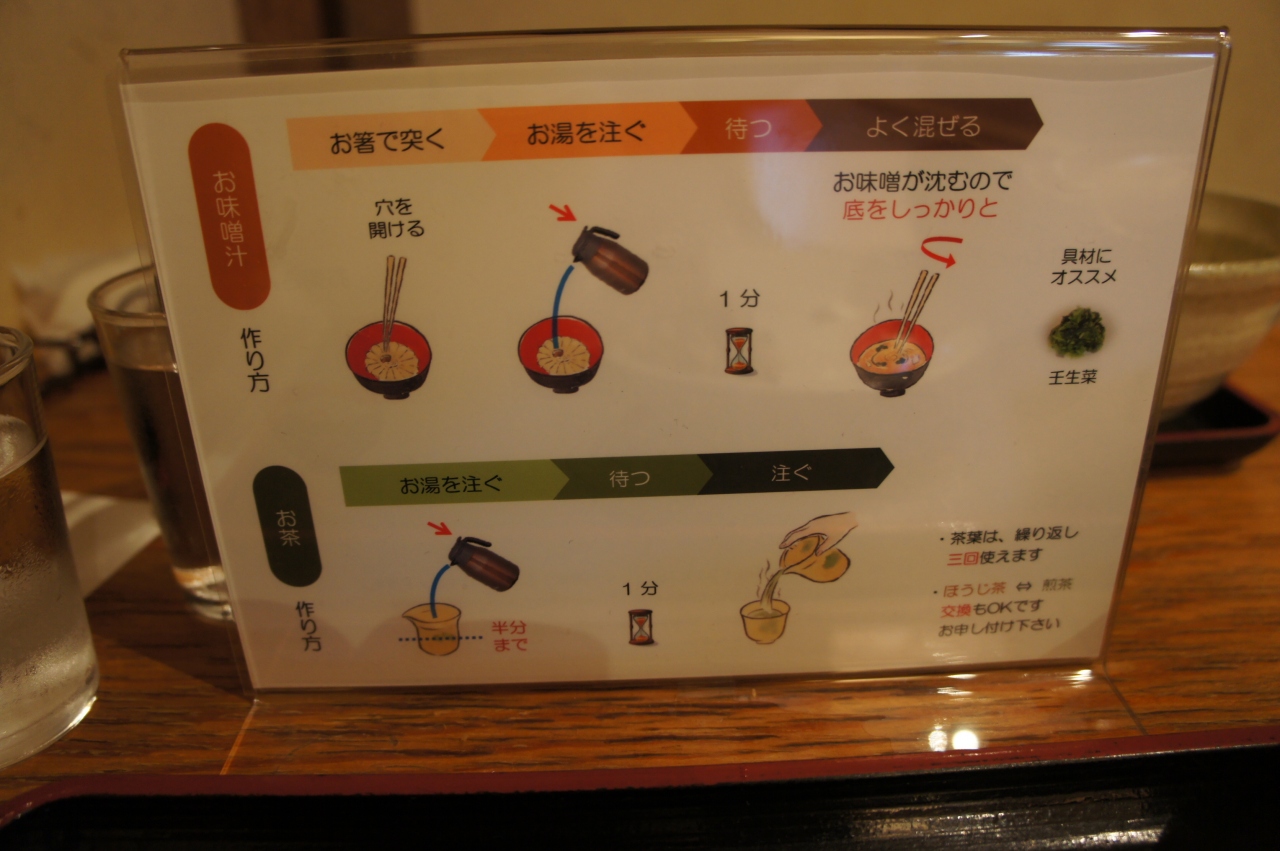 お味噌汁
作り方
お箸で突く
お湯を注ぐ
待つ
よく混ぜる
穴を
開ける
1分
お味噌が沈むので
底をしっかりと
具材に
オススメ
壬生菜
お茶
作り方
お湯を注ぐ
待つ
注ぐ
半分
まで
1分
・茶葉は、繰り返し
三回使えます
・ほうじ茶 ⇔ 煎茶
交換もOKです
お申し付け下さい